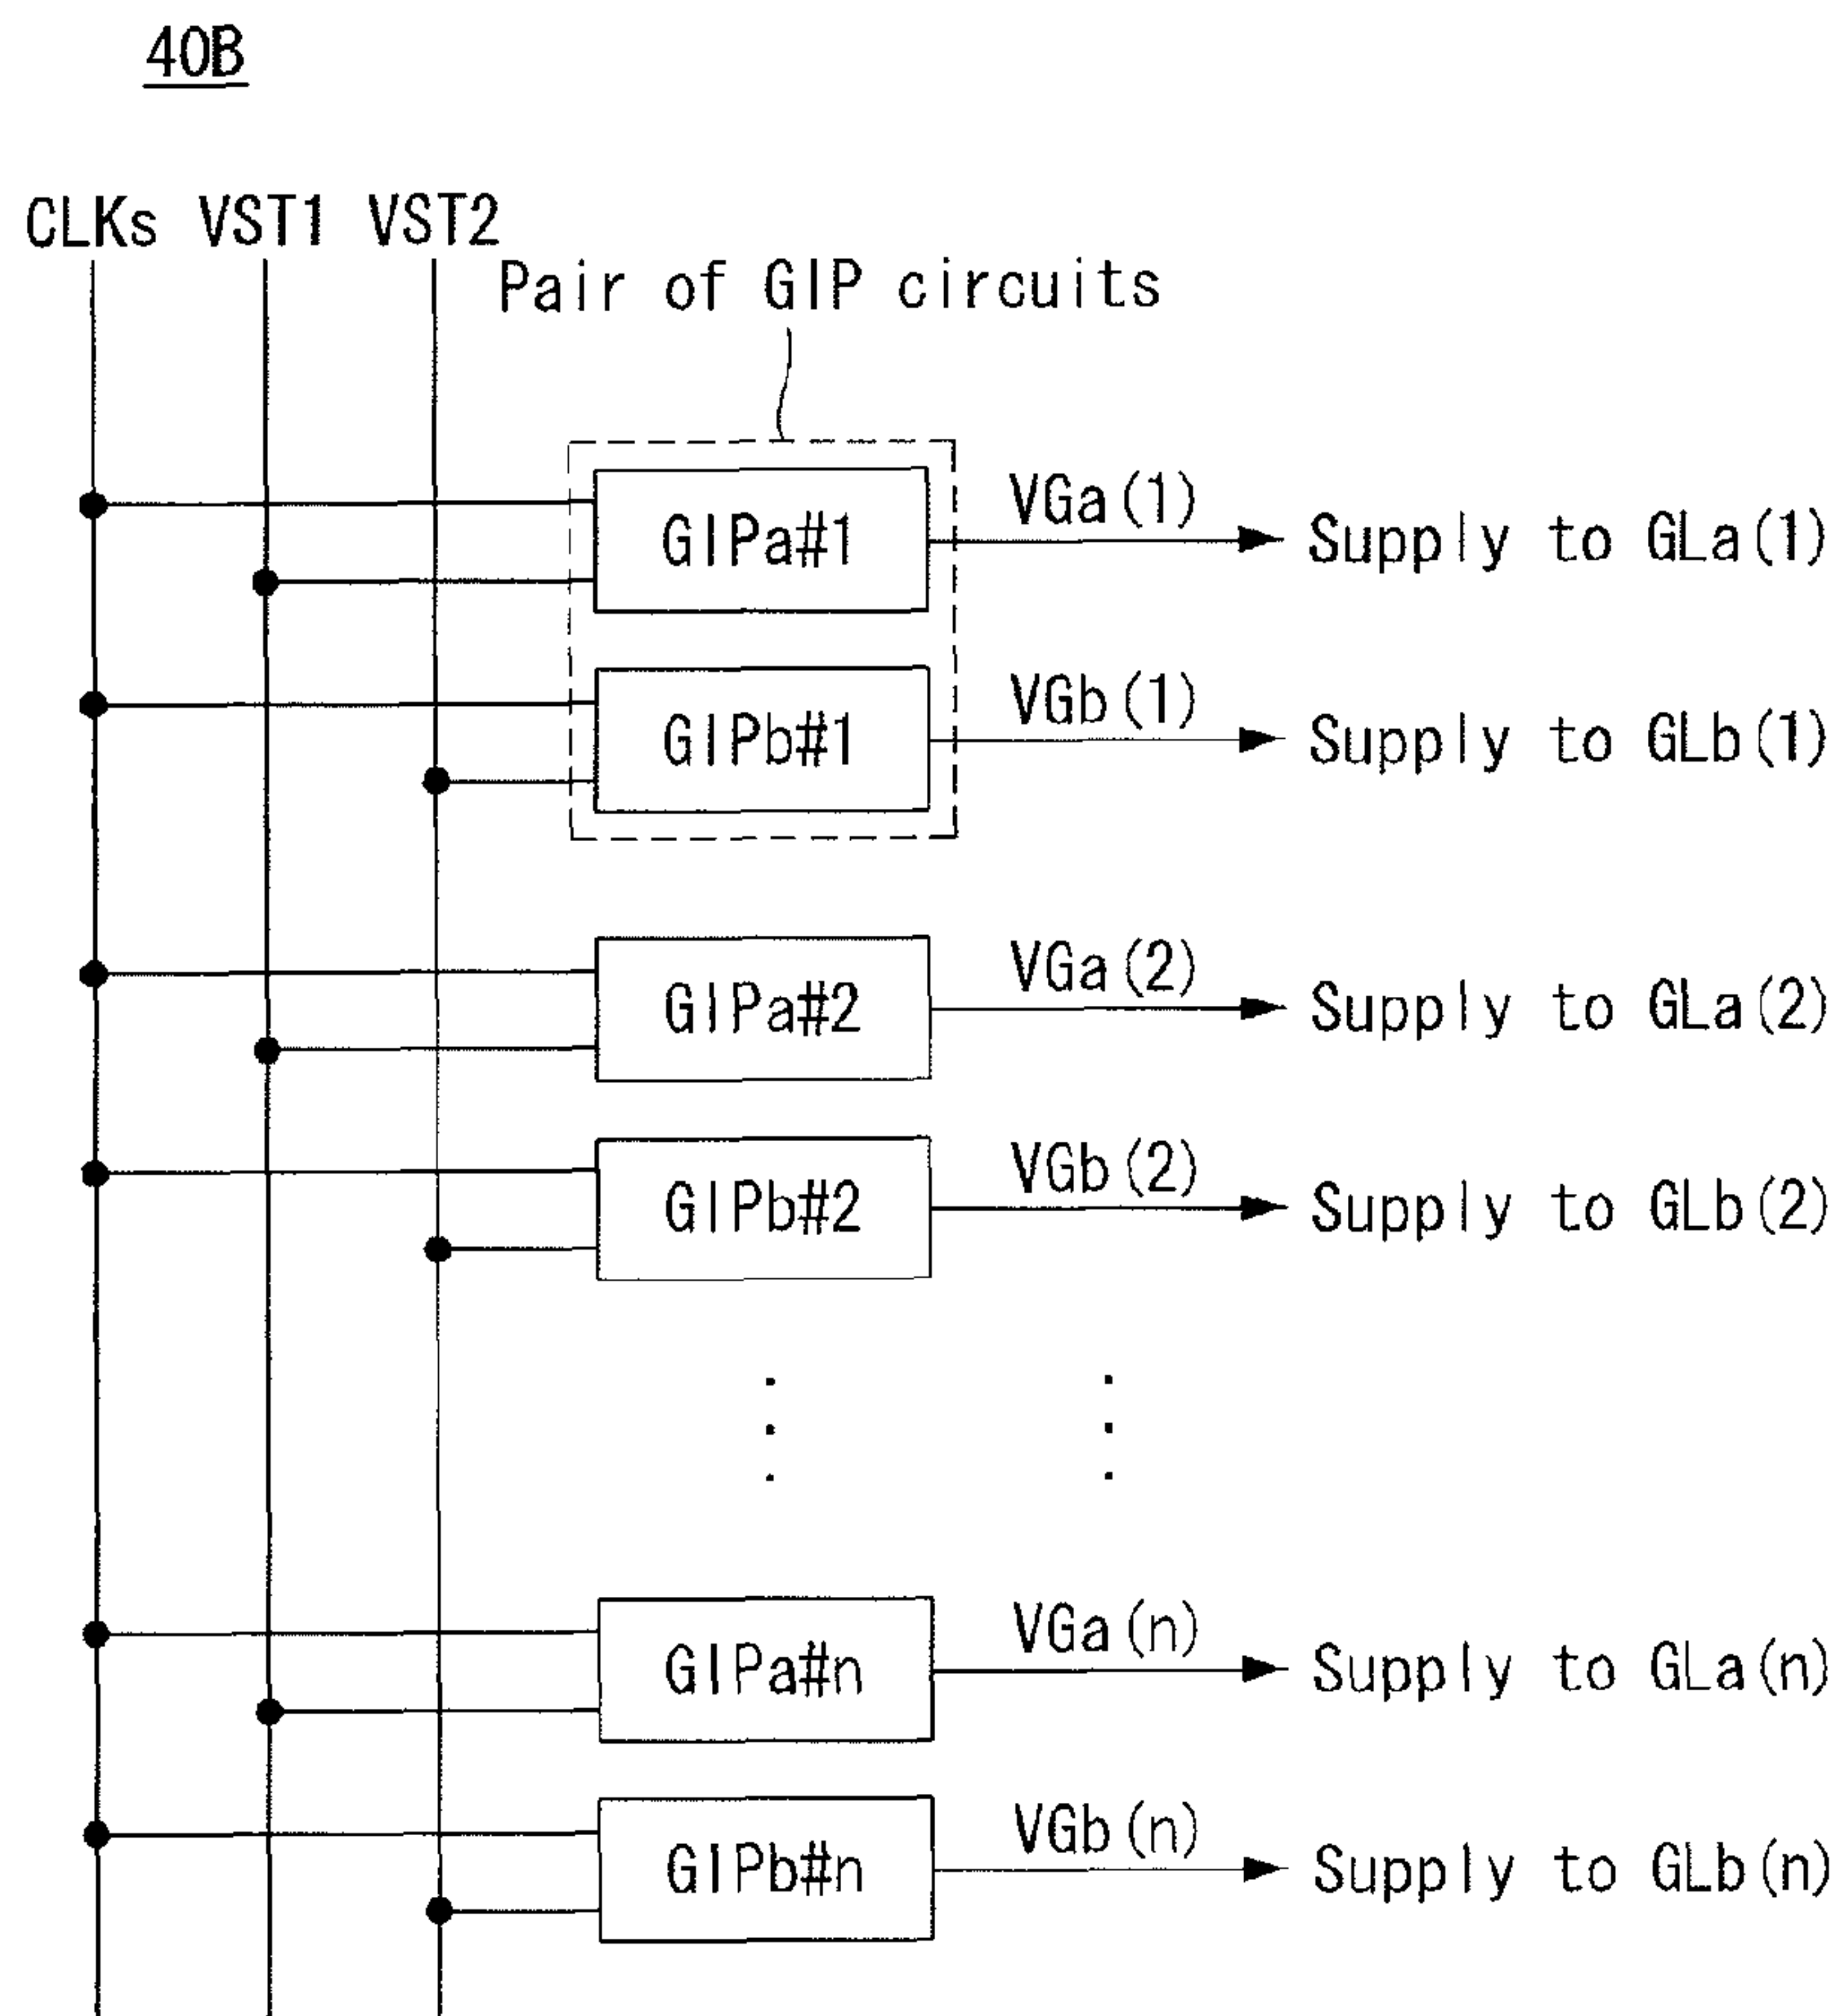 40B
CLKs VST1 VST2
Pair of GIP circuits
GIPa#1 VGa(1) Supply to GLa(1)
GIPb#1 VGb(1) Supply to GLb(1)
GIPa#2 VGa(2) Supply to GLa(2)
GIPb#2 VGb(2) Supply to GLb(2)
GIPa#n VGa(n) Supply to GLa(n)
GIPb#n VGb(n) Supply to GLb(n)